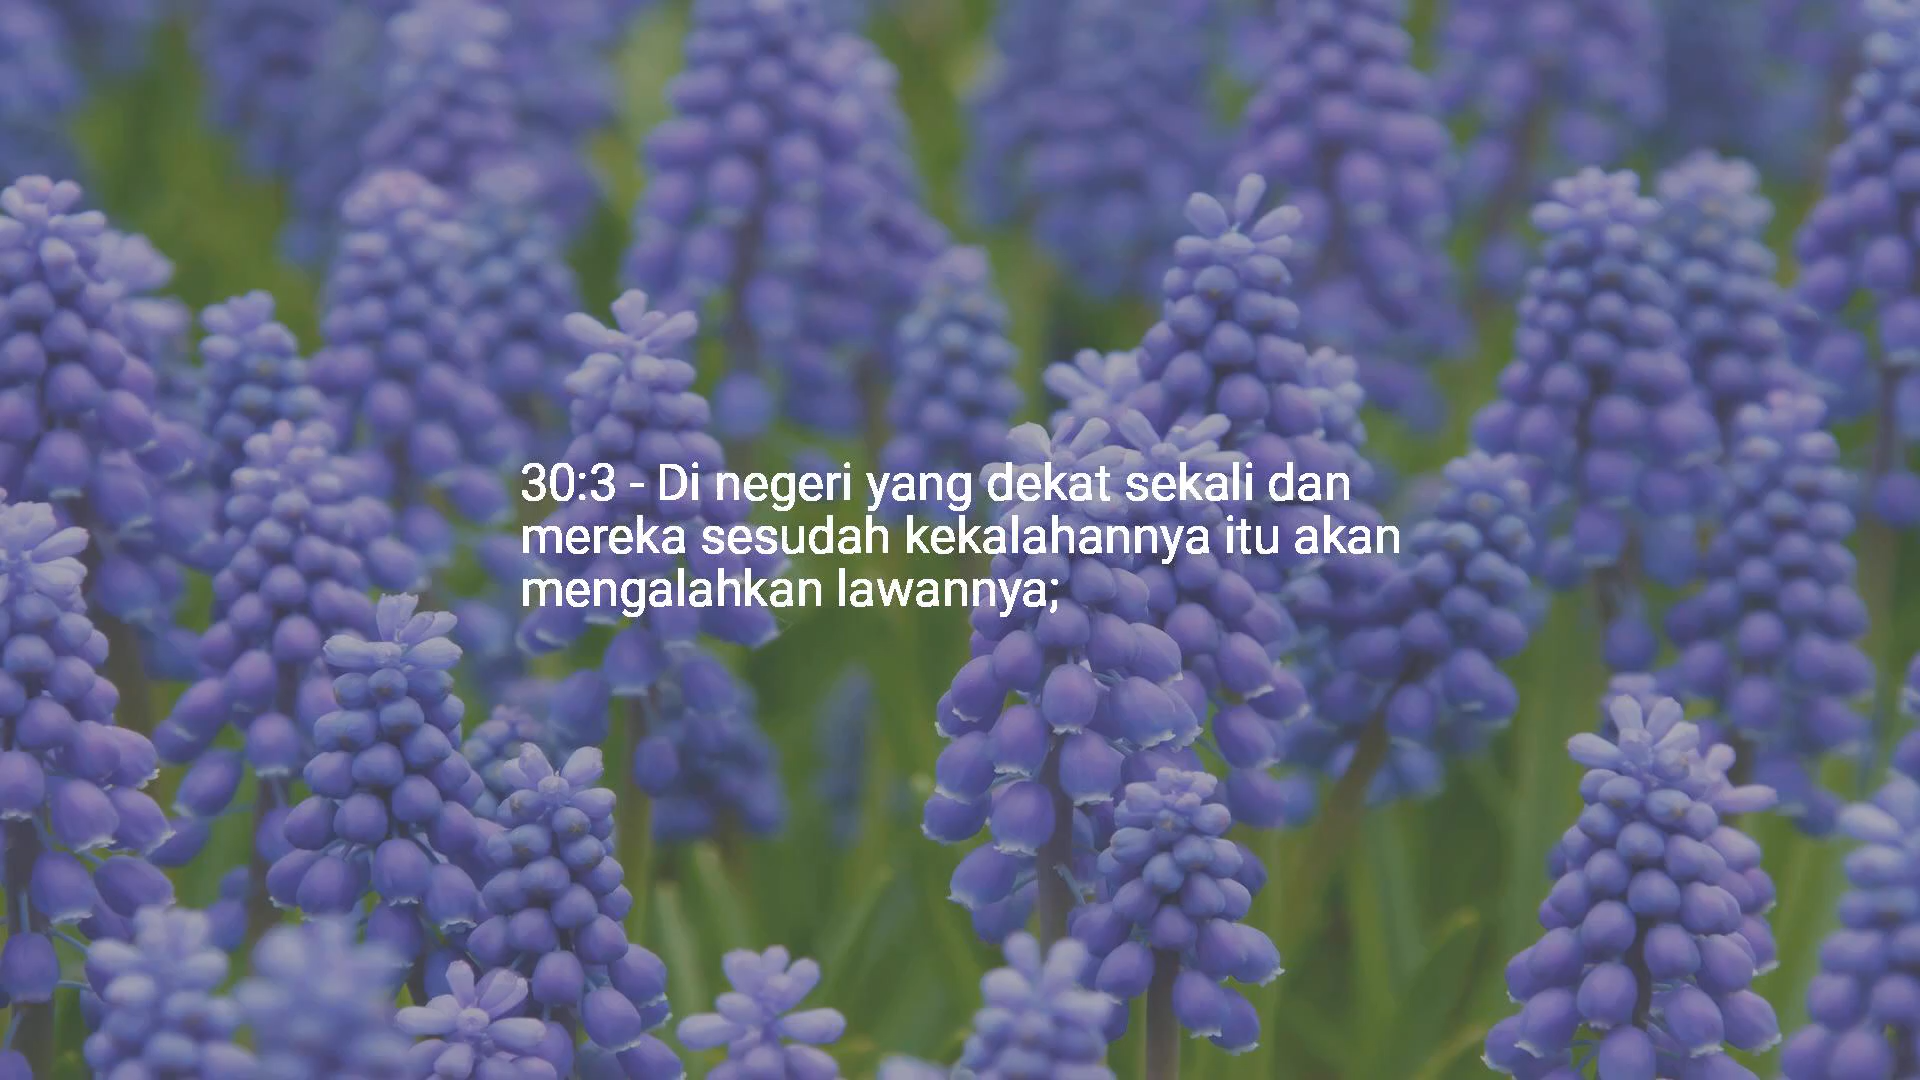 30:3 - Di negeri yang dekat sekali dan
mereka sesudah kekalahannya itu akan
mengalahkan lawannya;